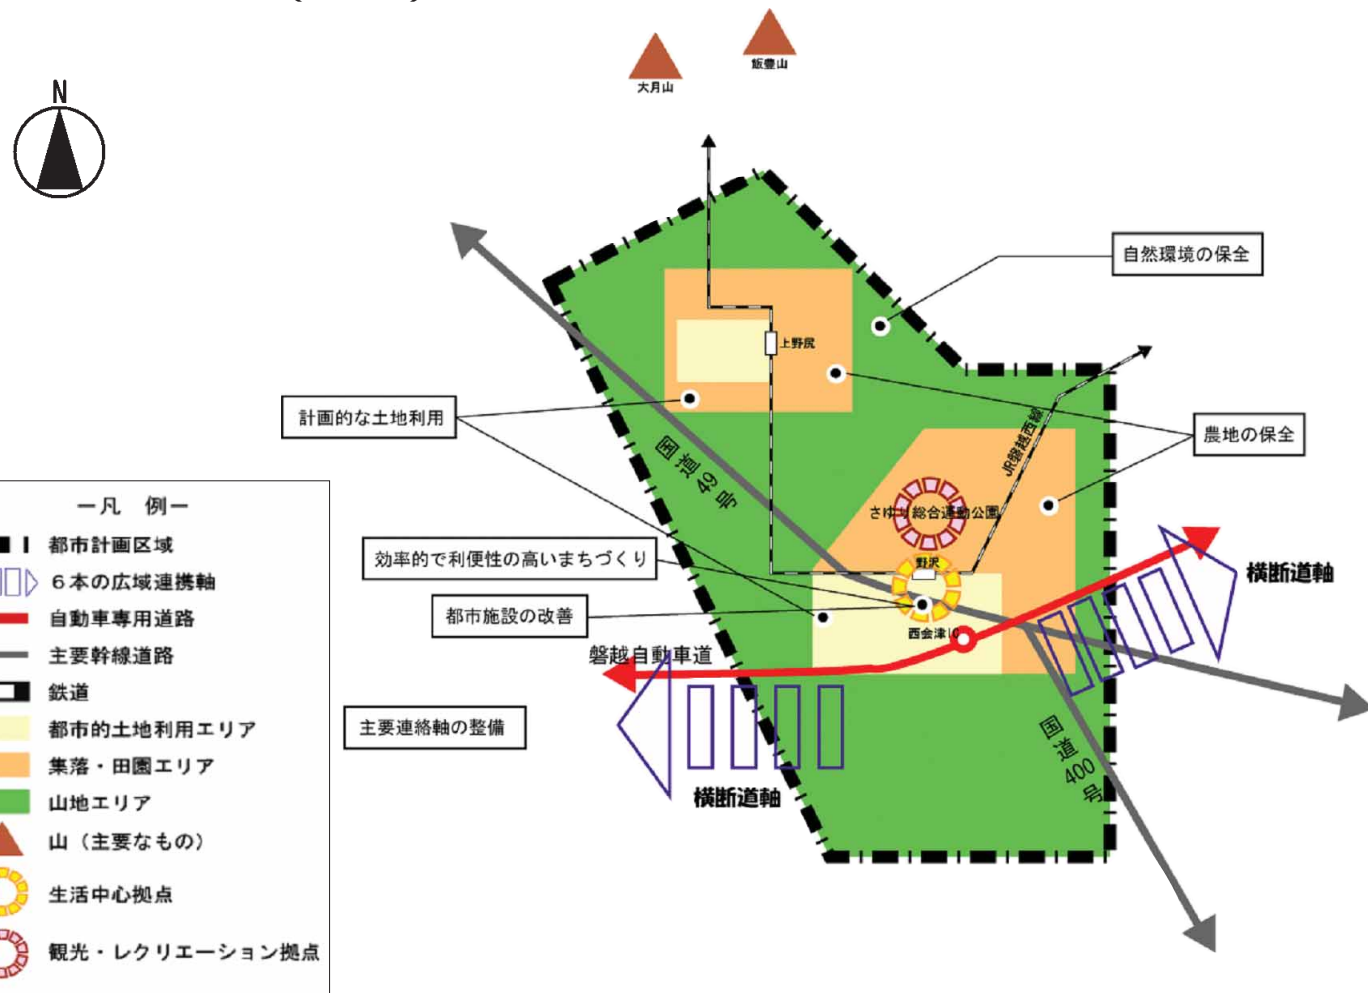 N
大月山
飯豊山
自然環境の保全
上野尻
計画的な土地利用
農地の保全
JR磐越西線
国道49号
さゆり総合運動公園
効率的で利便性の高いまちづくり
野沢
都市施設の改善
西会津IC
横断道軸
磐越自動車道
主要連絡軸の整備
国道400号
横断道軸
−凡 例−
都市計画区域
6本の広域連携軸
自動車専用道路
主要幹線道路
鉄道
都市的土地利用エリア
集落・田園エリア
山地エリア
山（主要なもの）
生活中心拠点
観光・レクリエーション拠点